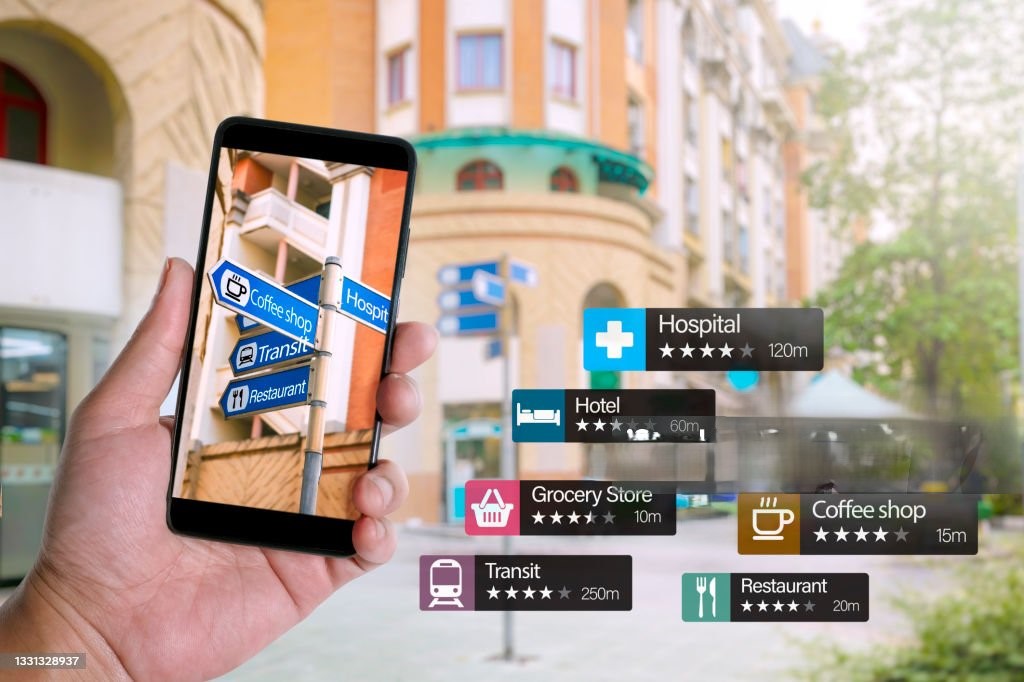 Coffee shop
Hospit
Transit
Restaurant
Hospital
120m
Hotel
60m
Grocery Store
10m
Coffee shop
15m
Transit
250m
Restaurant
20m
1331328937